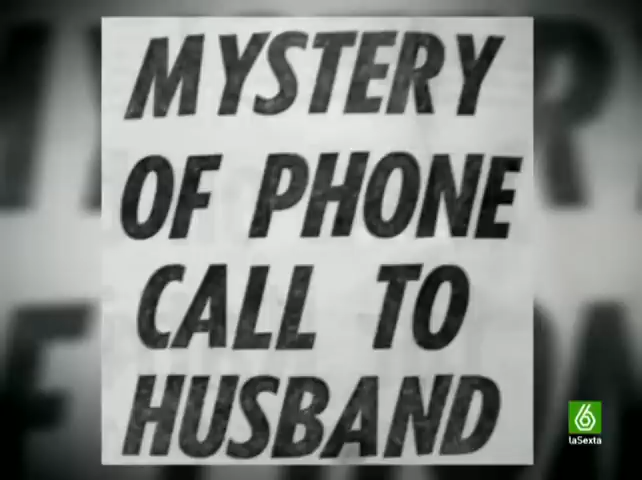 MYSTERY
OF PHONE
CALL TO
HUSBAND
6
laSexta